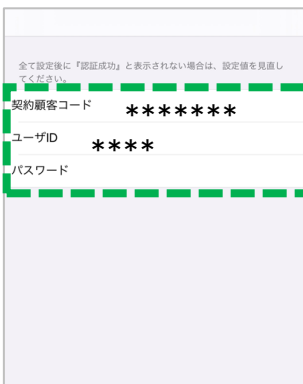 全て設定後に『認証成功』と表示されない場合は、設定値を見直し
てください。
契約顧客コード *******
ユーザID ****
パスワード